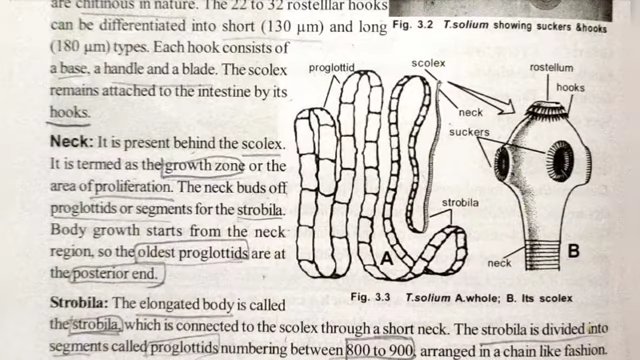 are chitinous in nature. The 22 to 32 rostelllar hooks
can be differentiated into short (130 µm) and long
(180 µm) types. Each hook consists of
a base, a handle and a blade. The scolex
remains attached to the intestine by its
hooks.
Neck: It is present behind the scolex.
It is termed as the growth zone or the
area of proliferation. The neck buds off
proglottids or segments for the strobila.
Body growth starts from the neck
region, so the oldest proglottids are at
the posterior end.
Strobila: The elongated body is called
the strobila, which is connected to the scolex through a short neck. The strobila is divided into
segments called proglottids numbering between 800 to 900, arranged in a chain like fashion.
Fig. 3.2 T.solium showing suckers &hooks
proglottid
scolex
neck
suckers
strobila
A
rostellum
hooks
neck
B
Fig. 3.3 T.solium A.whole; B. Its scolex